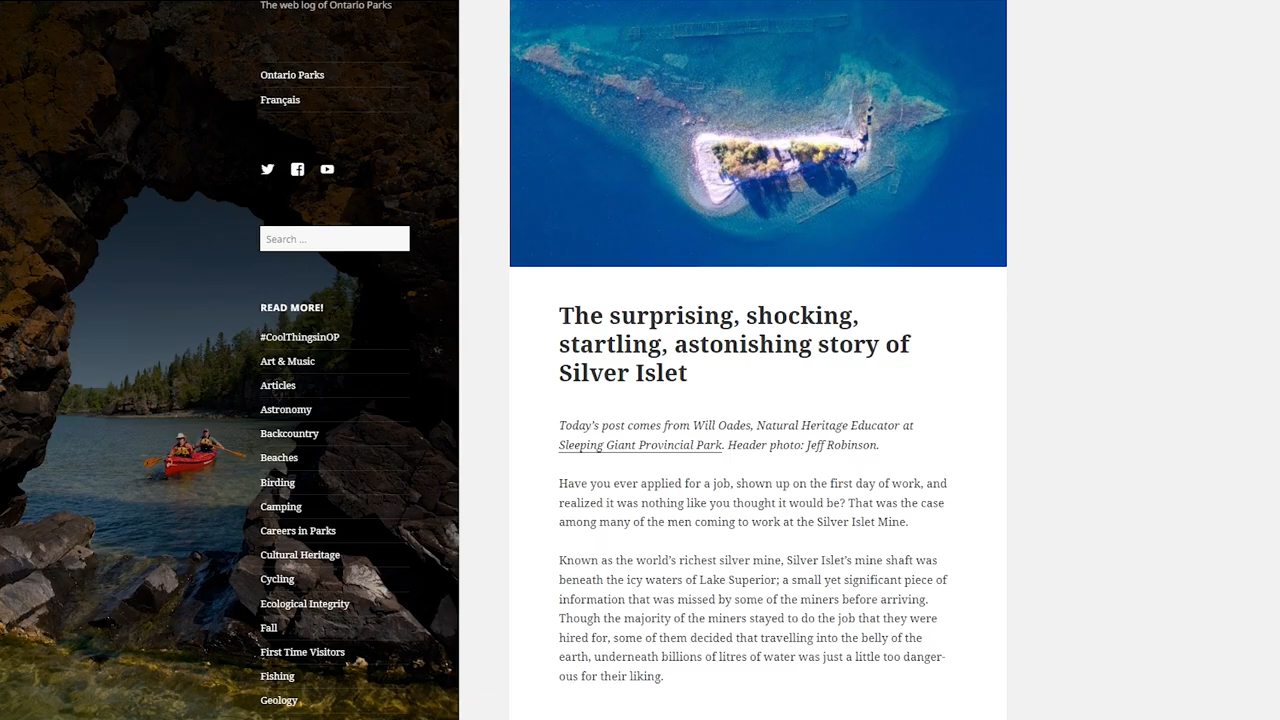 The web log of Ontario Parks
Ontario Parks
Français
Search ...
READ MORE!
#CoolThingsinOP
Art & Music
Articles
Astronomy
Backcountry
Beaches
Birding
Camping
Careers in Parks
Cultural Heritage
Cycling
Ecological Integrity
Fall
First Time Visitors
Fishing
Geology
The surprising, shocking,
startling, astonishing story of
Silver Islet
Today's post comes from Will Oades, Natural Heritage Educator at
Sleeping Giant Provincial Park. Header photo: Jeff Robinson.
Have you ever applied for a job, shown up on the first day of work, and
realized it was nothing like you thought it would be? That was the case
among many of the men coming to work at the Silver Islet Mine.
Known as the world's richest silver mine, Silver Islet's mine shaft was
beneath the icy waters of Lake Superior; a small yet significant piece of
information that was missed by some of the miners before arriving.
Though the majority of the miners stayed to do the job that they were
hired for, some of them decided that travelling into the belly of the
earth, underneath billions of litres of water was just a little too danger-
ous for their liking.